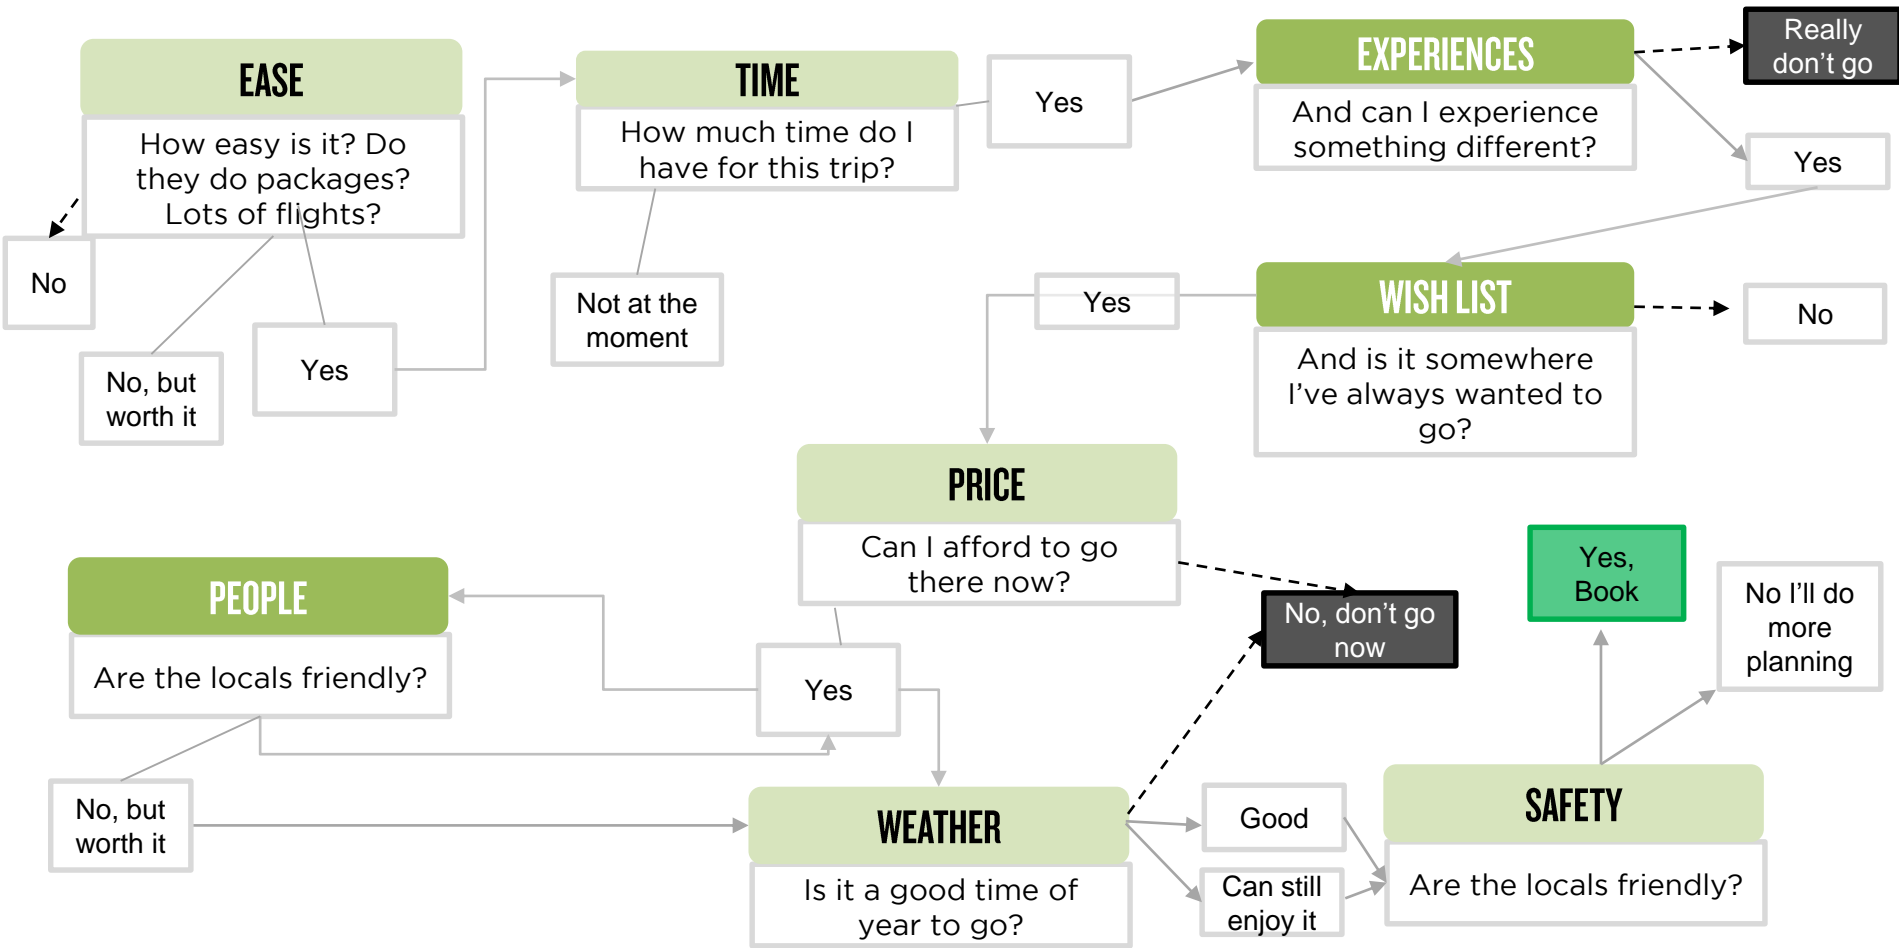 EASE
How easy is it? Do
they do packages?
Lots of flights?
No
No, but
worth it
Yes
TIME
How much time do I
have for this trip?
Not at the
moment
Yes
EXPERIENCES
And can I experience
something different?
Really
don't go
Yes
WISH LIST
And is it somewhere
I've always wanted to
go?
No
Yes
PRICE
Can I afford to go
there now?
No, don't go
now
Yes
PEOPLE
Are the locals friendly?
No, but
worth it
WEATHER
Is it a good time of
year to go?
Good
Can still
enjoy it
SAFETY
Are the locals friendly?
Yes,
Book
No I'll do
more
planning